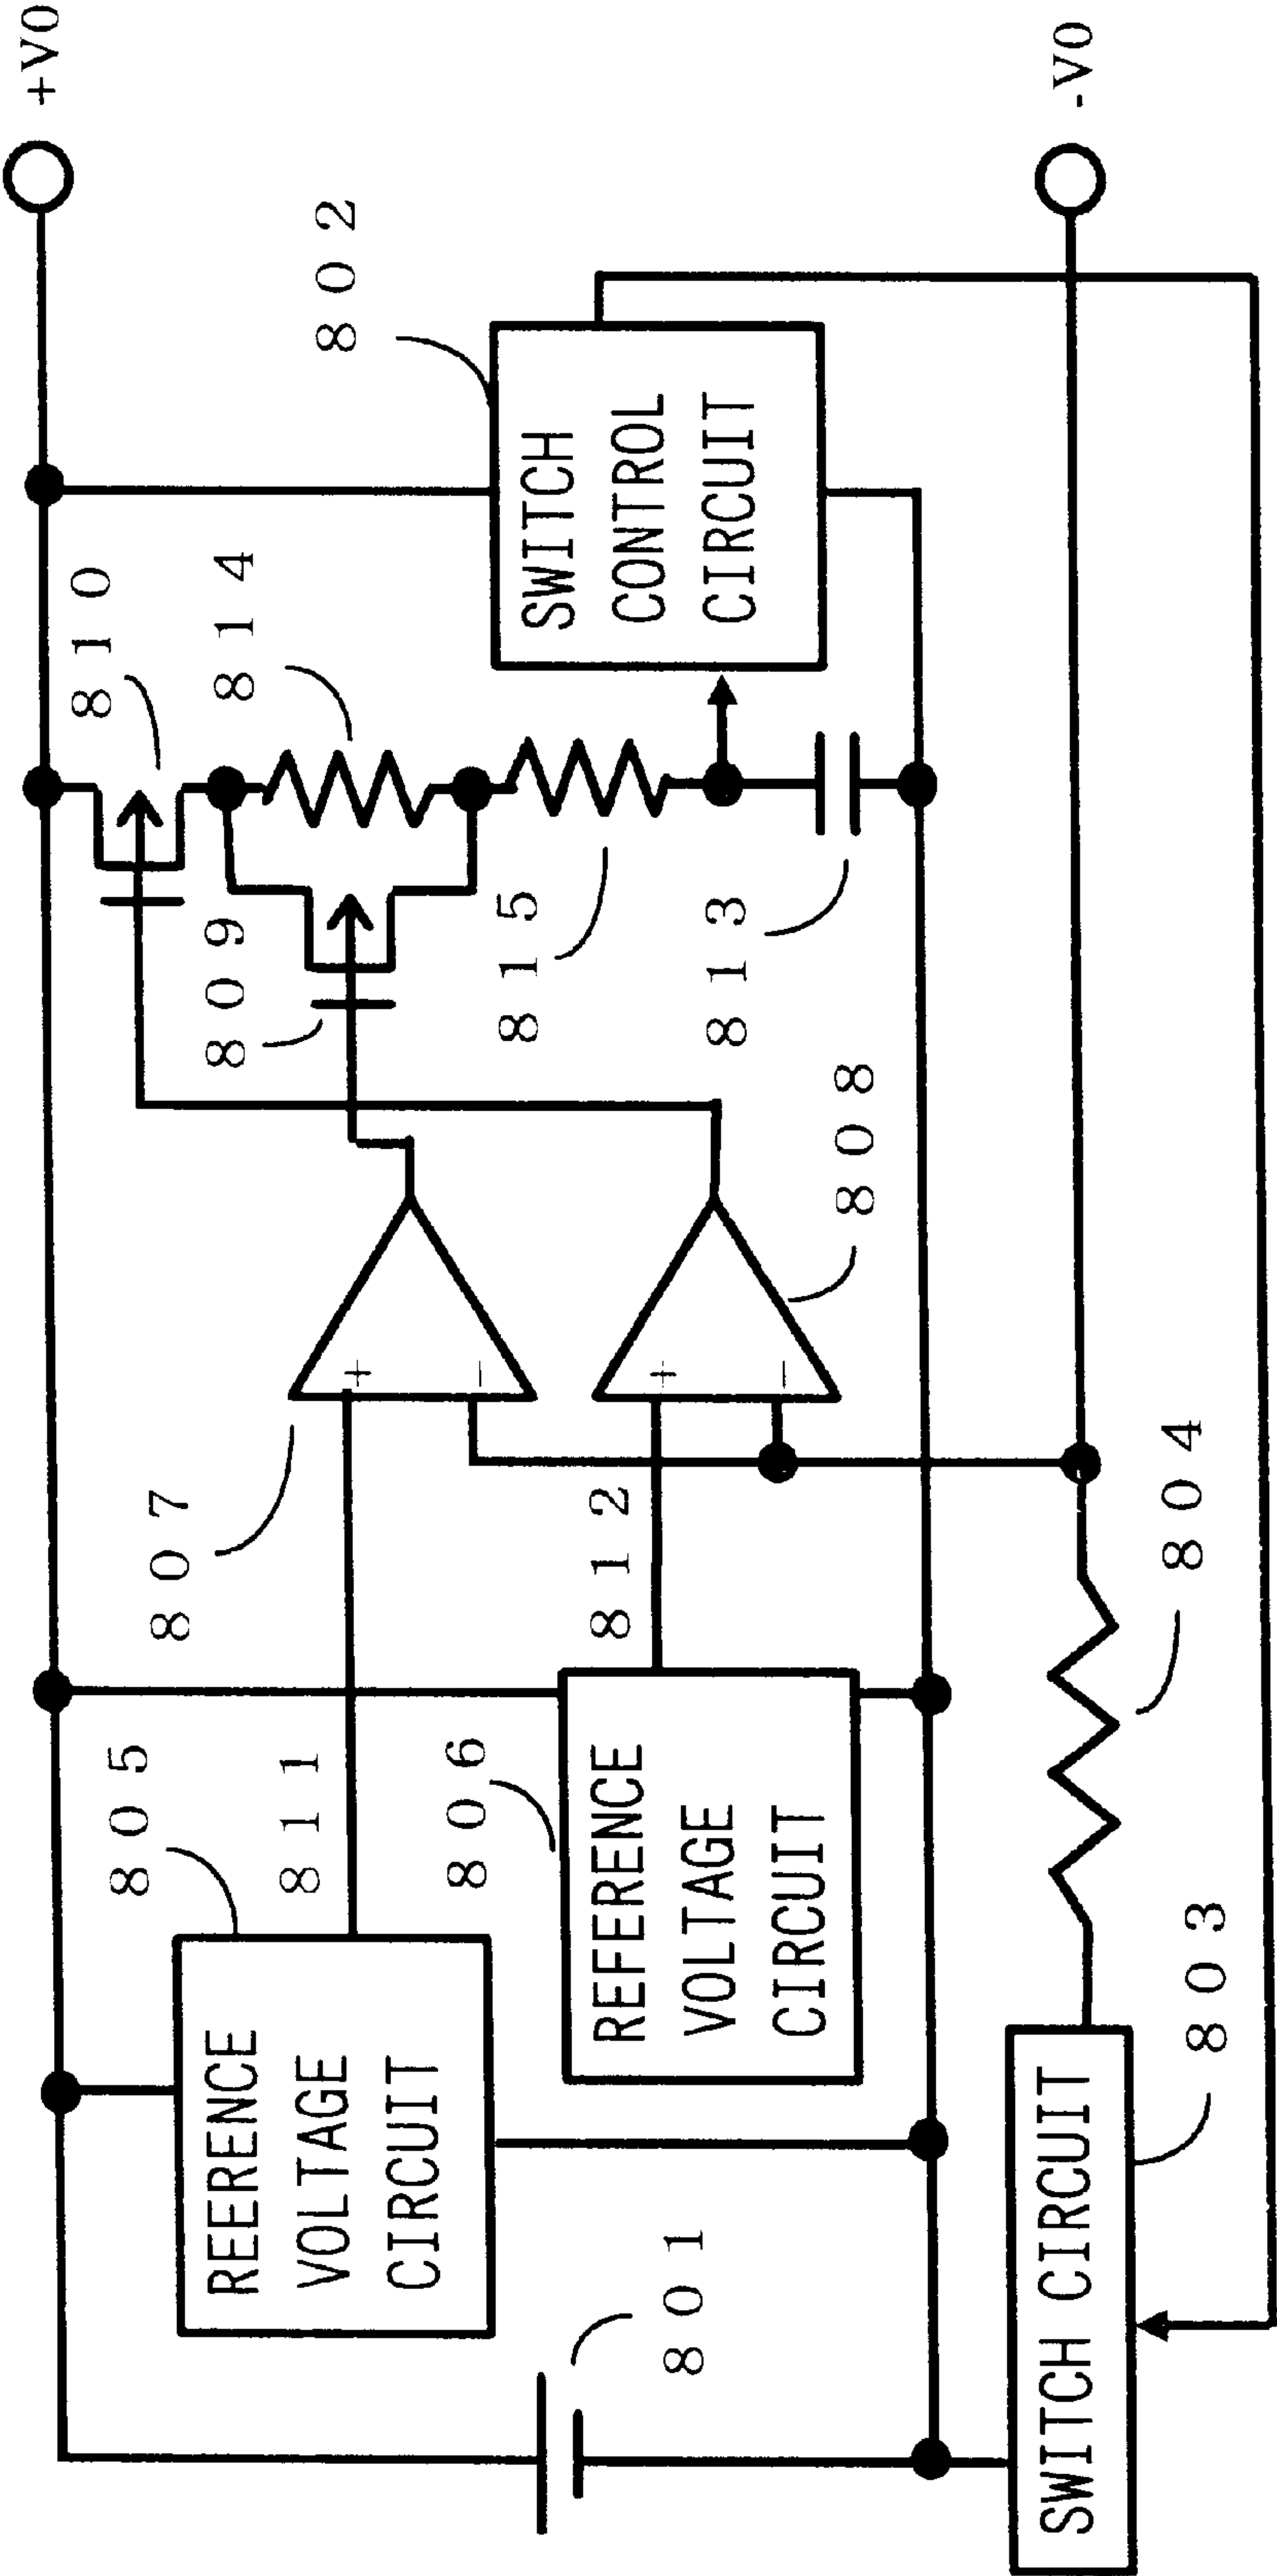 +V0
810
814
802
SWITCH
CONTROL
CIRCUIT
809
815
813
807
+
−
808
+
−
805
811
812
REERENCE
VOLTAGE
CIRCUIT
806
REFERENCE
VOLTAGE
CIRCUIT
801
804
803
SWITCH CIRCUIT
-V0